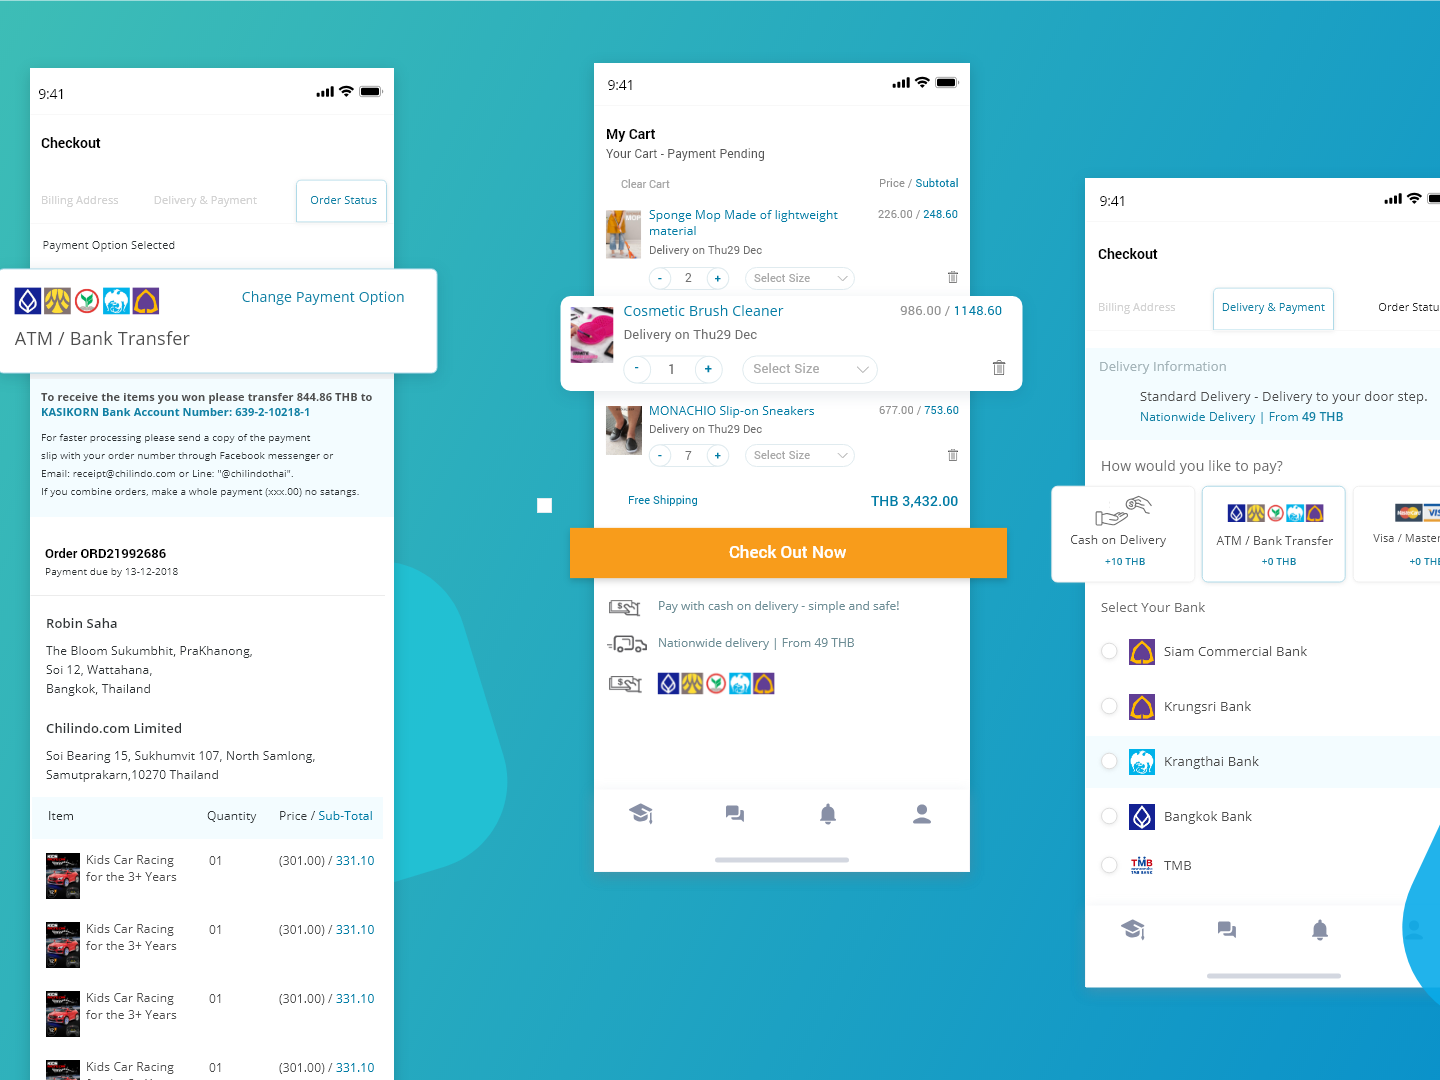 9:41
Checkout
Billing Address
Delivery & Payment
Order Status
Payment Option Selected
Change Payment Option
ATM / Bank Transfer
To receive the items you won please transfer 844.86 THB to
KASIKORN Bank Account Number: 639-2-10218-1
For faster processing please send a copy of the payment
slip with your order number through Facebook messenger or
Email: receipt@chilindo.com or Line: "@chilindothai".
If you combine orders, make a whole payment (xxx.00) no satangs.
Order ORD21992686
Payment due by 13-12-2018
Robin Saha
The Bloom Sukumbhit, PraKhanong,
Soi 12, Wattahana,
Bangkok, Thailand
Chilindo.com Limited
Soi Bearing 15, Sukhumvit 107, North Samlong,
Samutprakarn,10270 Thailand
Item
Quantity
Price / Sub-Total
Kids Car Racing
for the 3+ Years
01
(301.00) / 331.10
Kids Car Racing
for the 3+ Years
01
(301.00) / 331.10
Kids Car Racing
for the 3+ Years
01
(301.00) / 331.10
Kids Car Racing
01
(301.00) / 331.10
9:41
My Cart
Your Cart - Payment Pending
Clear Cart
Price / Subtotal
MOP
Sponge Mop Made of lightweight
material
226.00 / 248.60
Delivery on Thu29 Dec
- 2 +
Select Size
Cosmetic Brush Cleaner
986.00 / 1148.60
Delivery on Thu29 Dec
- 1 +
Select Size
MONACHIO Slip-on Sneakers
677.00 / 753.60
Delivery on Thu29 Dec
- 7 +
Select Size
Free Shipping
THB 3,432.00
Check Out Now
Pay with cash on delivery - simple and safe!
Nationwide delivery | From 49 THB
9:41
Checkout
Billing Address
Delivery & Payment
Order Statu
Delivery Information
Standard Delivery - Delivery to your door step.
Nationwide Delivery | From 49 THB
How would you like to pay?
Cash on Delivery
+10 THB
ATM / Bank Transfer
+0 THB
MasterCard
VIS
Visa / Master
+0 THB
Select Your Bank
Siam Commercial Bank
Krungsri Bank
Krangthai Bank
Bangkok Bank
TMB
TMB BANK
TMB